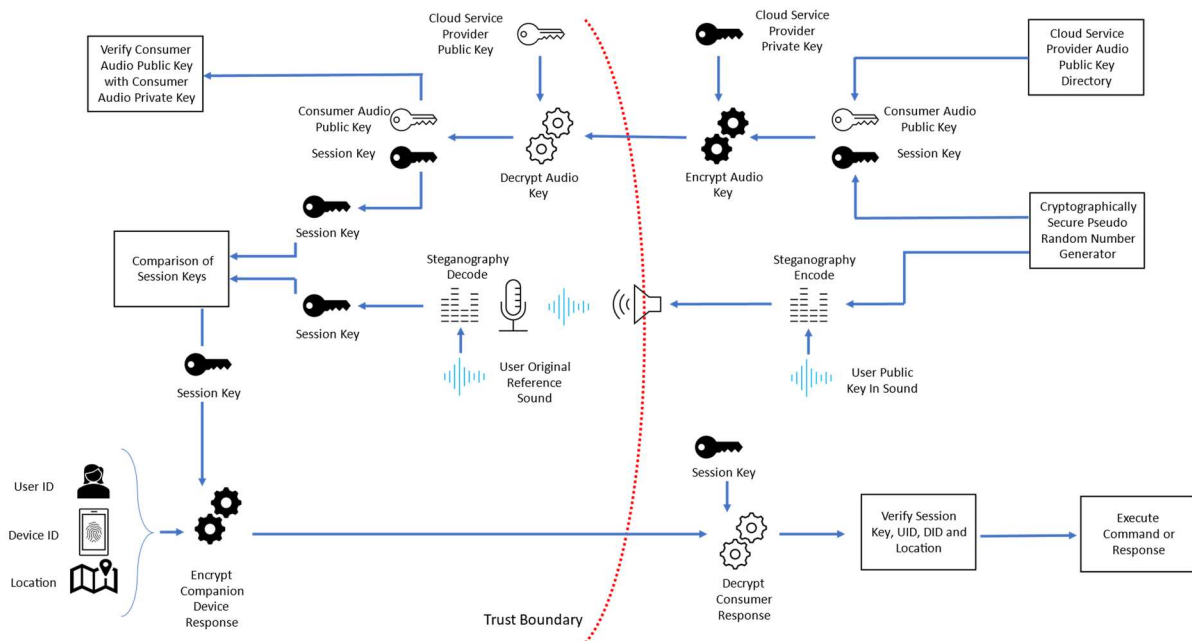 Verify Consumer
Audio Public Key
with Consumer
Audio Private Key
Cloud Service
Provider
Public Key
Cloud Service
Provider
Private Key
Cloud Service
Provider Audio
Public Key
Directory
Consumer Audio
Public Key
Session Key
Decrypt Audio
Key
Encrypt Audio
Key
Consumer Audio
Public Key
Session Key
Session Key
Cryptographically
Secure Pseudo
Random Number
Generator
Comparison of
Session Keys
Steganography
Decode
Steganography
Encode
Session Key
User Original
Reference
Sound
User Public
Key In Sound
Session Key
Session Key
User ID
Device ID
Location
Encrypt
Companion
Device
Response
Trust Boundary
Decrypt
Consumer
Response
Verify Session
Key, UID, DID and
Location
Execute
Command or
Response